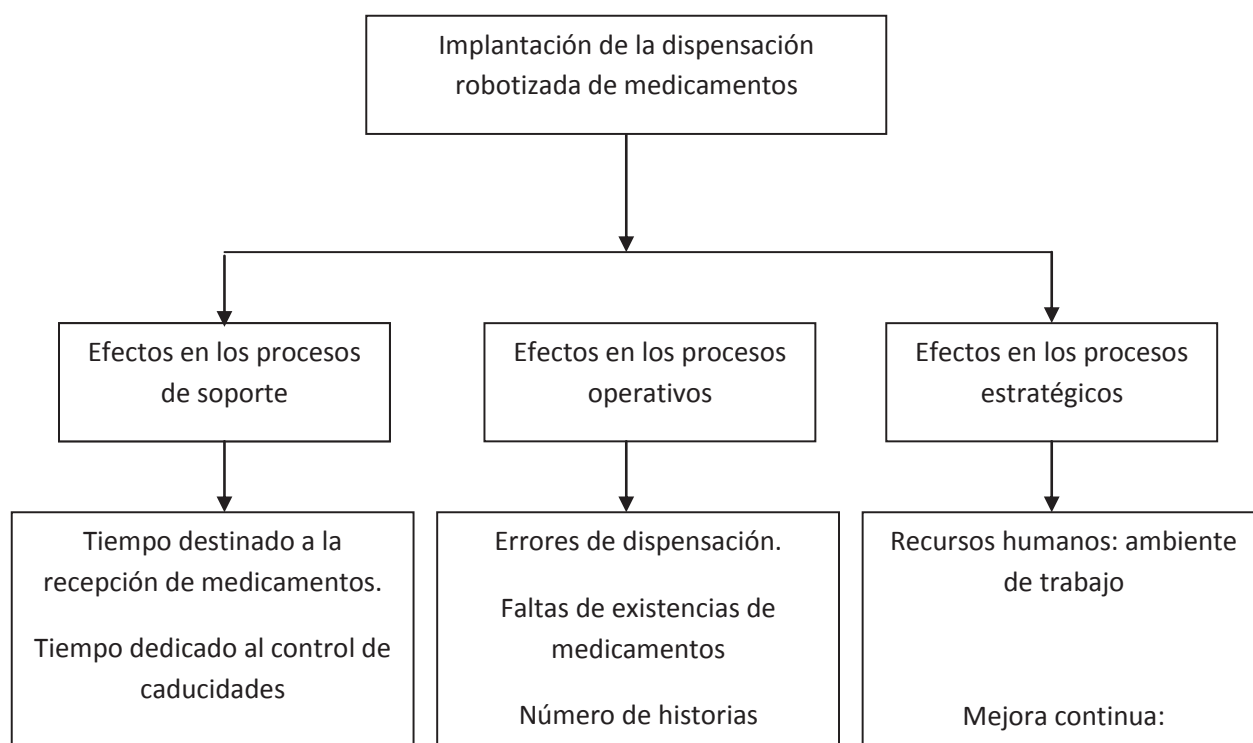 Implantación de la dispensación
robotizada de medicamentos
Efectos en los procesos
de soporte
Efectos en los procesos
operativos
Efectos en los procesos
estratégicos
Tiempo destinado a la
recepción de medicamentos.
Tiempo dedicado al control de
caducidades
Errores de dispensación.
Faltas de existencias de
medicamentos
Número de historias
Recursos humanos: ambiente
de trabajo
Mejora continua: